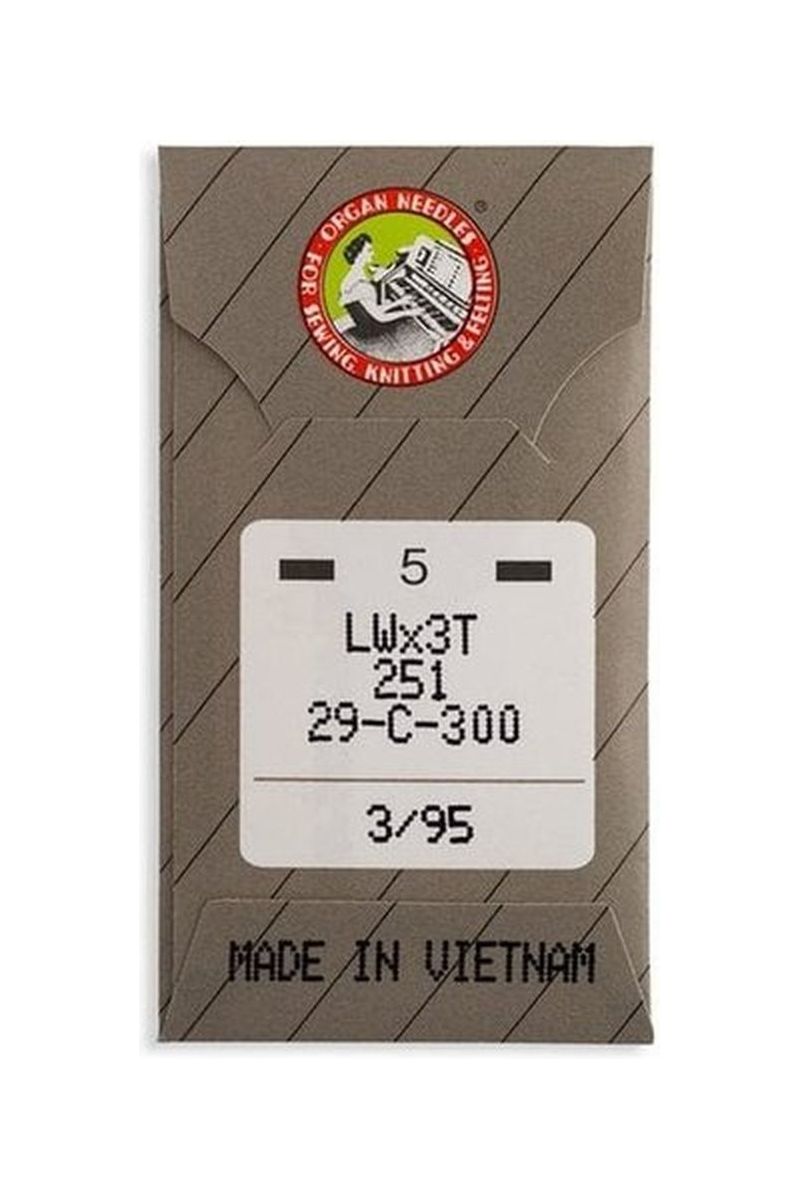 ORGAN NEEDLES ®
· FOR SEWING, KNITTING & FELTING ·
5
LWx3T
251
29-C-300
3/95
MADE IN VIETNAM